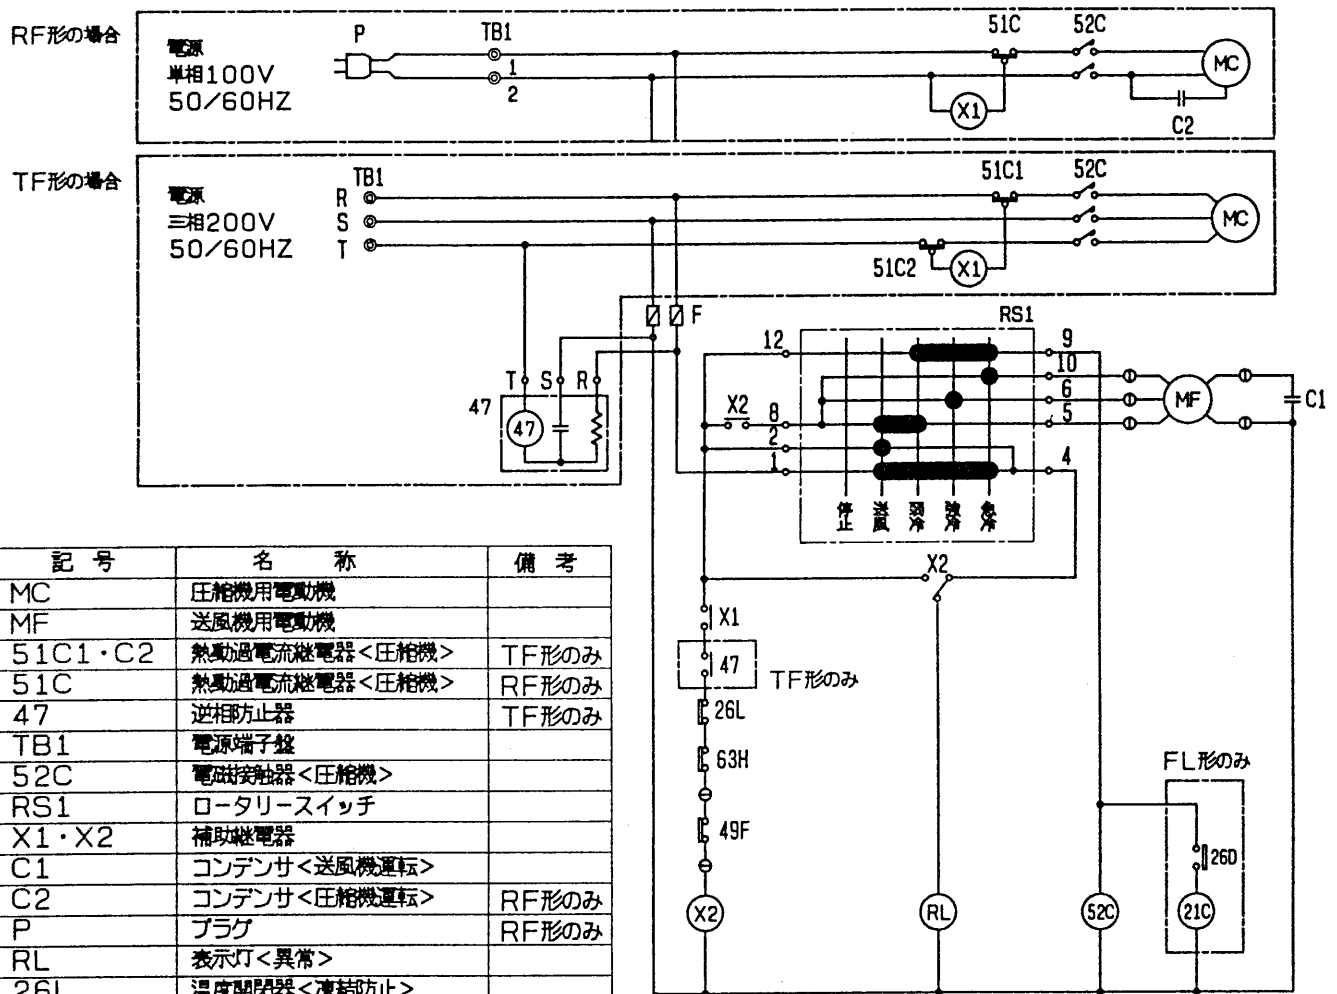 RF形の場合
電源
単相100V
50/60HZ
P
TB1
1
2
51C
52C
MC
X1
C2
TF形の場合
電源
三相200V
50/60HZ
TB1
R
S
T
51C1
52C
MC
51C2
X1
F
RS1
T S R
47
47
12
X2
8
2
1
9
10
6
5
4
MF
C1
停止
送風
X2
X1
47
TF形のみ
26L
63H
49F
FL形のみ
26D
X2
RL
52C
21C
記号 名称 備考
MC 圧縮機用電動機
MF 送風機用電動機
51C1・C2 熱動過電流継電器<圧縮機> TF形のみ
51C 熱動過電流継電器<圧縮機> RF形のみ
47 逆相防止器 TF形のみ
TB1 電源端子盤
52C 電磁接触器<圧縮機>
RS1 ロータリースイッチ
X1・X2 補助継電器
C1 コンデンサ<送風機運転>
C2 コンデンサ<圧縮機運転> RF形のみ
P プラグ RF形のみ
RL 表示灯<異常>
26L 温度開閉器<凍結防止>